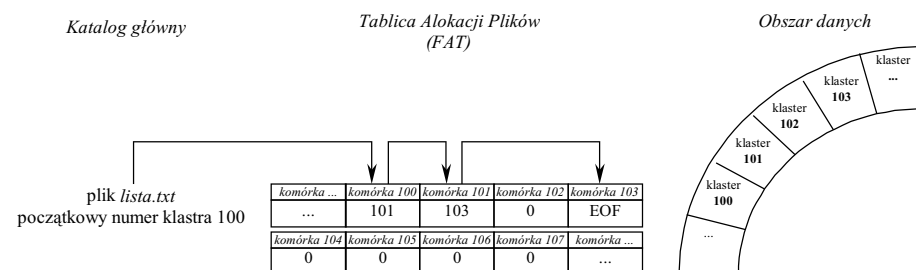 Katalog główny
Tablica Alokacji Plików
(FAT)
Obszar danych
plik lista.txt
początkowy numer klastra 100
komórka ... komórka 100 komórka 101 komórka 102 komórka 103
... 101 103 0 EOF
komórka 104 komórka 105 komórka 106 komórka 107 komórka ...
0 0 0 0 ...
klaster
...
klaster
103
klaster
102
klaster
101
klaster
100
...